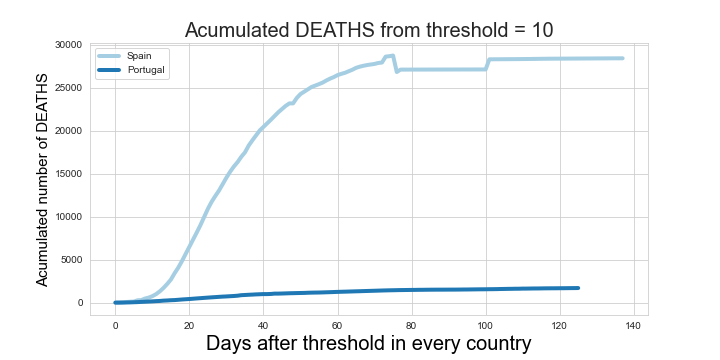 Acumulated DEATHS from threshold = 10
30000
25000
20000
15000
10000
5000
0
Spain
Portugal
Acumulated number of DEATHS
0 20 40 60 80 100 120 140
Days after threshold in every country